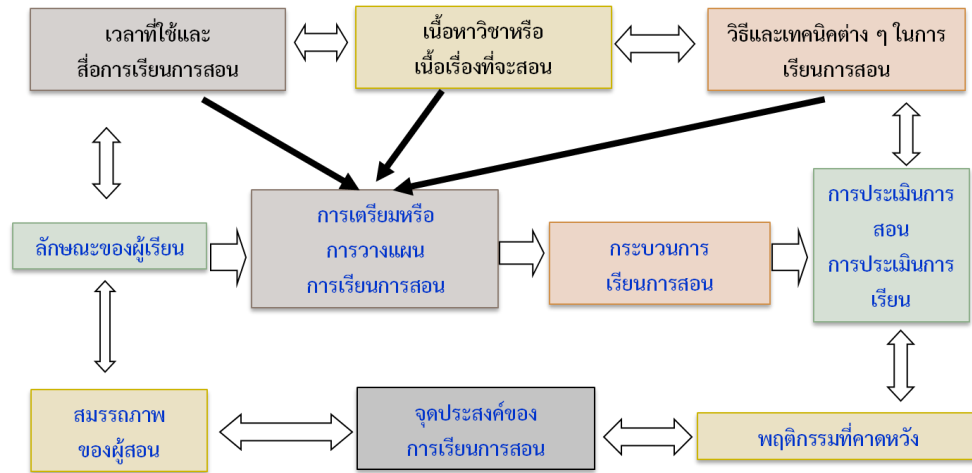 เวลาที่ใช้และ
สื่อการเรียนการสอน
เนื้อหาวิชาหรือ
เนื้อเรื่องที่จะสอน
วิธีและเทคนิคต่าง ๆ ในการ
เรียนการสอน
ลักษณะของผู้เรียน
การเตรียมหรือ
การวางแผน
การเรียนการสอน
กระบวนการ
เรียนการสอน
การประเมินการ
สอน
การประเมินการ
เรียน
สมรรถภาพ
ของผู้สอน
จุดประสงค์ของ
การเรียนการสอน
พฤติกรรมที่คาดหวัง